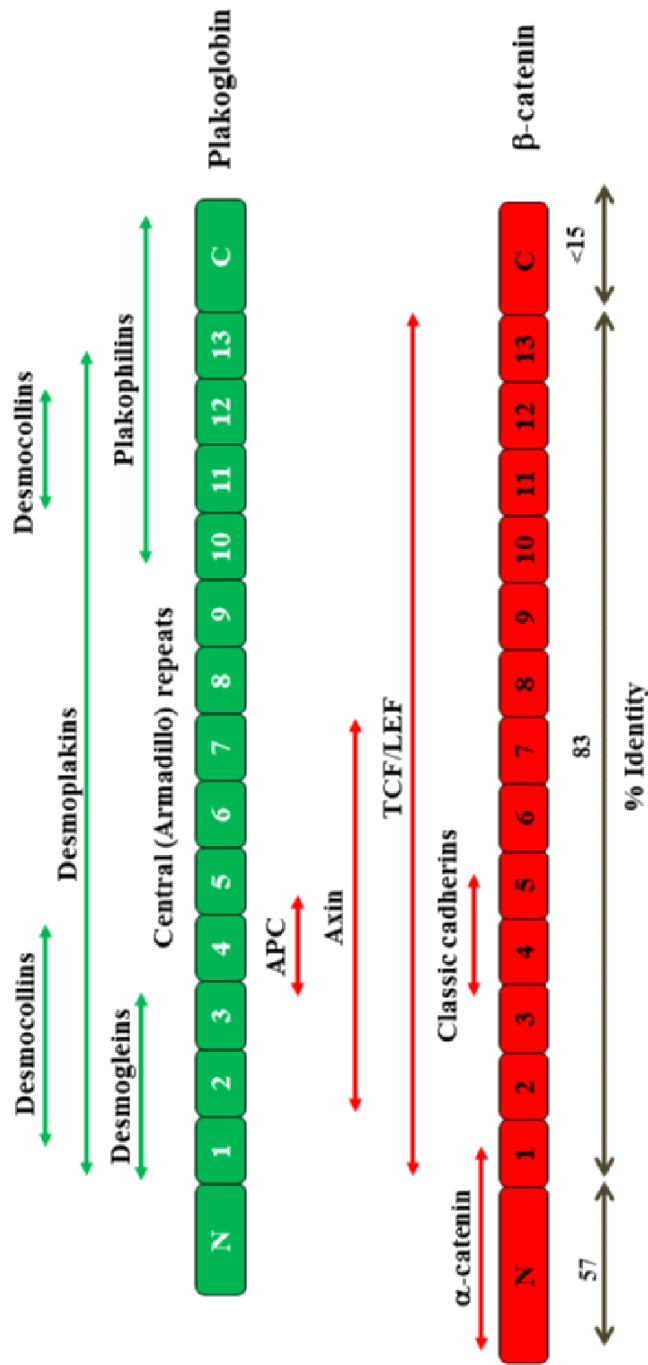 Desmocollins Desmocollins
Desmoplakins
Desmogleins Plakophilins
Central (Armadillo) repeats
N 1 2 3 4 5 6 7 8 9 10 11 12 13 C Plakoglobin
APC
Axin
TCF/LEF
α-catenin Classic cadherins
N 1 2 3 4 5 6 7 8 9 10 11 12 13 C β-catenin
57 83 <15
% Identity